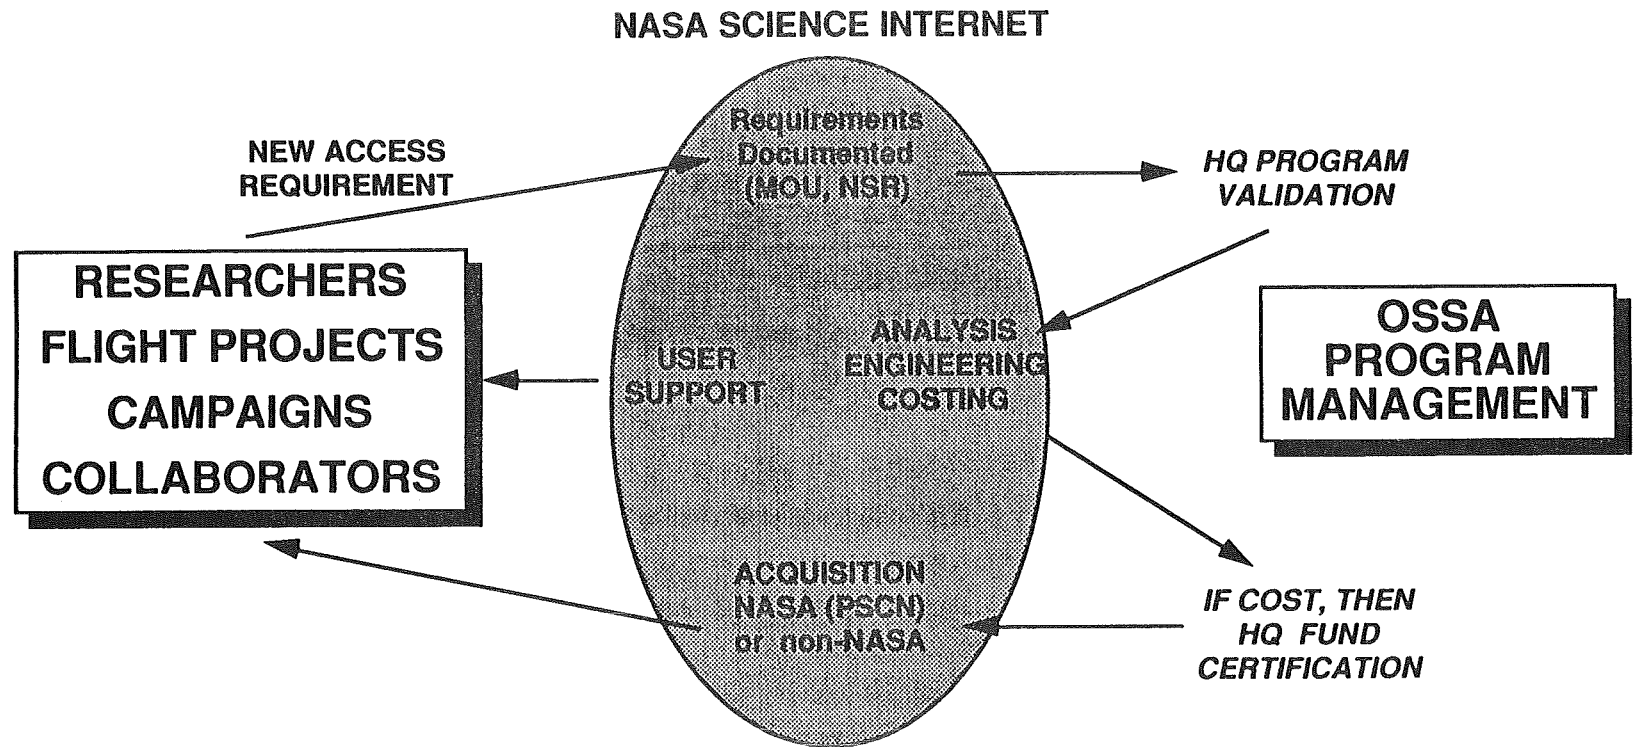 NASA SCIENCE INTERNET
NEW ACCESS
REQUIREMENT
Requirements
Documented
(MOU, NSR)
HQ PROGRAM
VALIDATION
RESEARCHERS
FLIGHT PROJECTS
CAMPAIGNS
COLLABORATORS
USER
SUPPORT
ANALYSIS
ENGINEERING
COSTING
OSSA
PROGRAM
MANAGEMENT
ACQUISITION
NASA (PSCN)
or non-NASA
IF COST, THEN
HQ FUND
CERTIFICATION